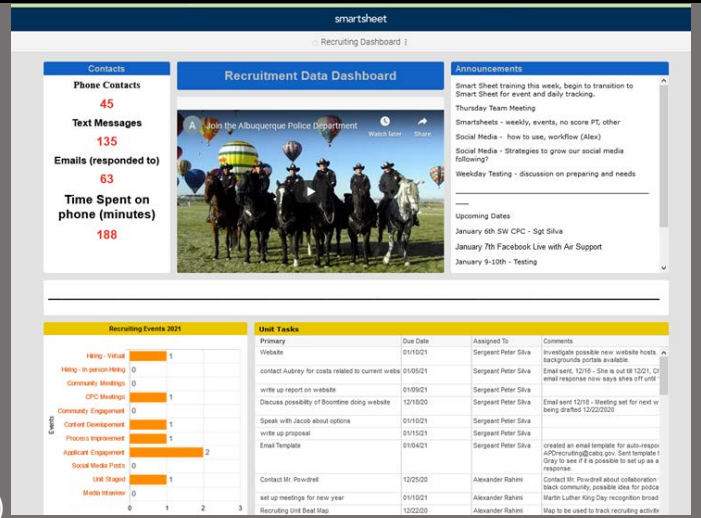 smartsheet
Recruiting Dashboard
Contacts
Phone Contacts
45
Text Messages
135
Emails (responded to)
63
Time Spent on
phone (minutes)
188
Recruitment Data Dashboard
A Join the Albuquerque Police Department
Watch later Share
Announcements
Smart Sheet training this week, begin to transition to
Smart Sheet for event and daily tracking.
Thursday Team Meeting
Smartsheets - weekly, events, no score PT, other
Social Media - how to use, workflow (Alex)
Social Media - Strategies to grow our social media
following?
Weekday Testing - discussion on preparing and needs
Upcoming Dates
January 6th SW CPC - Sgt Silva
January 7th Facebook Live with Air Support
January 9-10th - Testing
Recruiting Events 2021
Events
Hiring - Virtual 1
Hiring - In person Hiring 0
Community Meetings 0
CPC Meetings 1
Community Engagement 0
Content Developement 1
Process Improvement 1
Applicant Engagement 2
Social Media Posts 0
Unit Staged 1
Media Interview 0
0 1 2 3
Unit Tasks
Primary Due Date Assigned To Comments
Website 01/10/21 Sergeant Peter Silva Investigate possible new website hosts.
backgrounds portals available.
contact Aubrey for costs related to current webs 01/05/21 Sergeant Peter Silva Email sent, 12/16 - She is out till 12/21,
email response now says shes off until
write up report on website 01/09/21 Sergeant Peter Silva
Discuss possibility of Boomtime doing website 12/18/20 Sergeant Peter Silva Email sent 12/18 - Meeting set for next w
being drafted 12/22/2020
Speak with Jacob about options 01/10/21 Sergeant Peter Silva
write up proposal 01/15/21 Sergeant Peter Silva
Email Template 01/04/21 Sergeant Peter Silva created an email template for auto-respo
APDrecruiting@cabq.gov. Sent template
Gray to see if it is possible to set up as a
response.
Contact Mr. Powdrell 12/25/20 Alexander Rahimi Contact Mr. Powdrell about collaboration
black community, possible idea for podca
set up meetings for new year 01/10/21 Alexander Rahimi Martin Luther King Day recognition broad
Recruiting Unit Beat Map 12/22/20 Alexander Rahimi Map to be used to track recruiting activiti